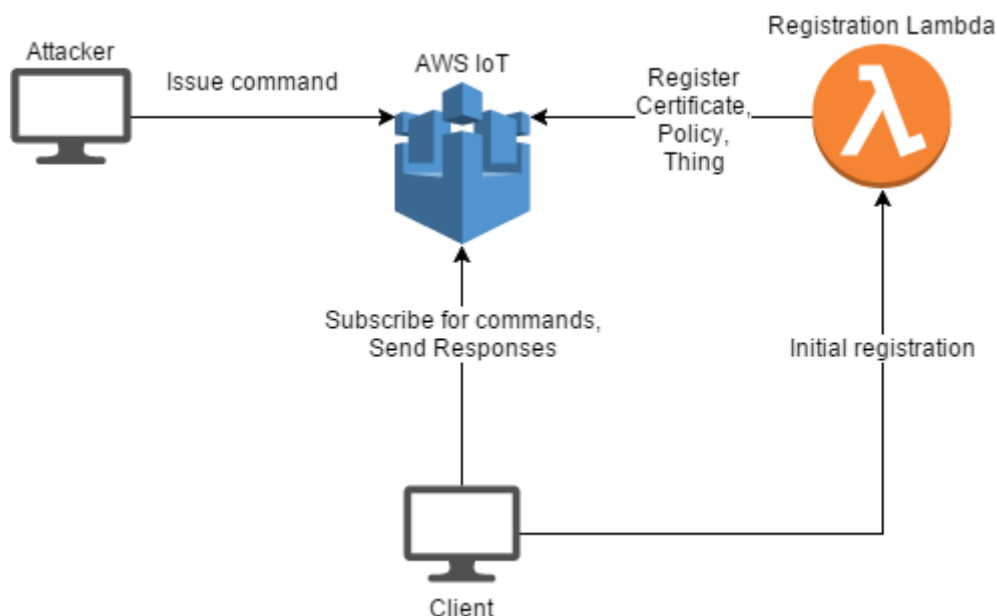 Registration Lambda
Attacker
AWS IoT
Issue command
Register
Certificate,
Policy,
Thing
Subscribe for commands,
Send Responses
Initial registration
Client